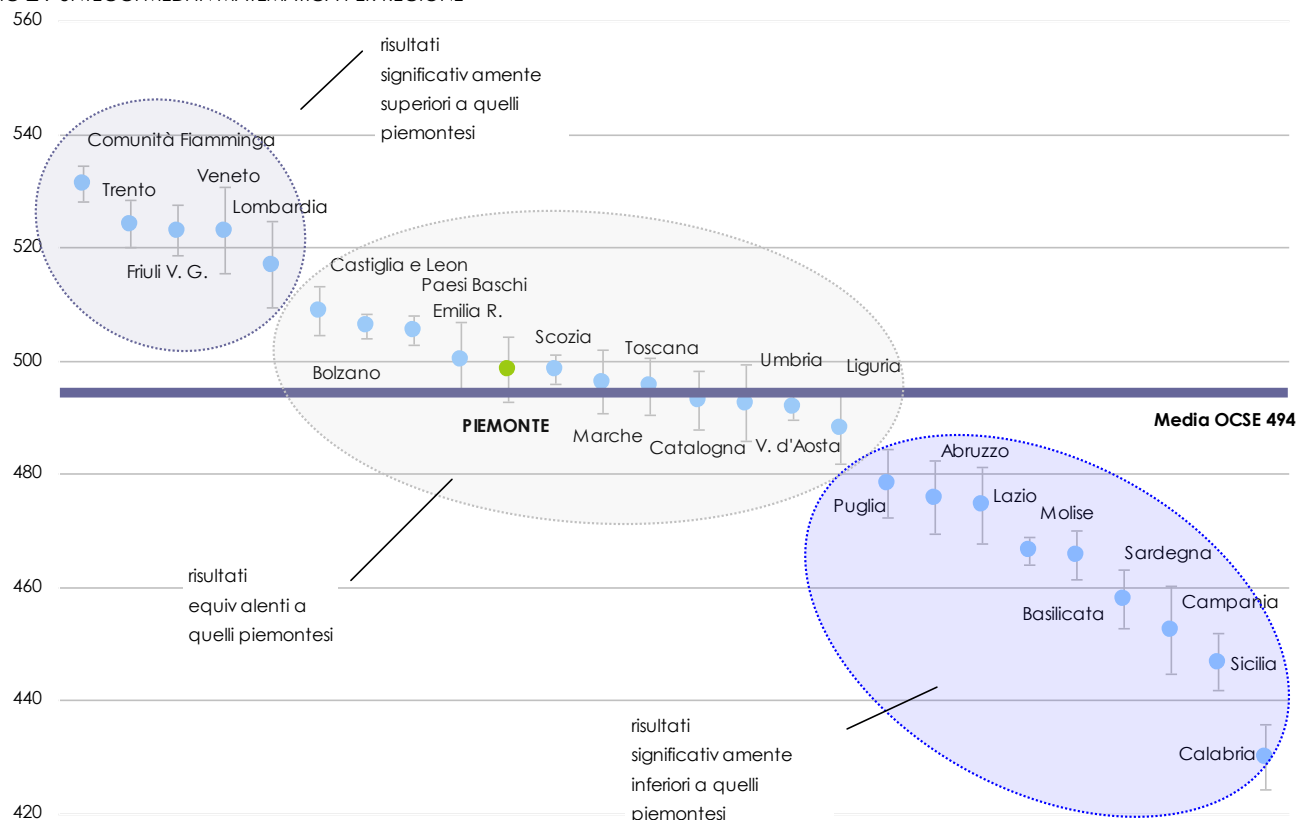 560
risultati
significativ amente
superiori a quelli
piemontesi
540
Comunità Fiamminga
Trento
Veneto
Lombardia
520
Friuli V. G.
Castiglia e Leon
Paesi Baschi
Emilia R.
Scozia
Toscana
Umbria
Liguria
500
Bolzano
PIEMONTE
Marche
Catalogna
V. d'Aosta
Media OCSE 494
480
Abruzzo
Puglia
Lazio
Molise
Sardegna
460
risultati
equiv alenti a
quelli piemontesi
Basilicata
Campania
Sicilia
440
risultati
significativ amente
inferiori a quelli
piemontesi
Calabria
420